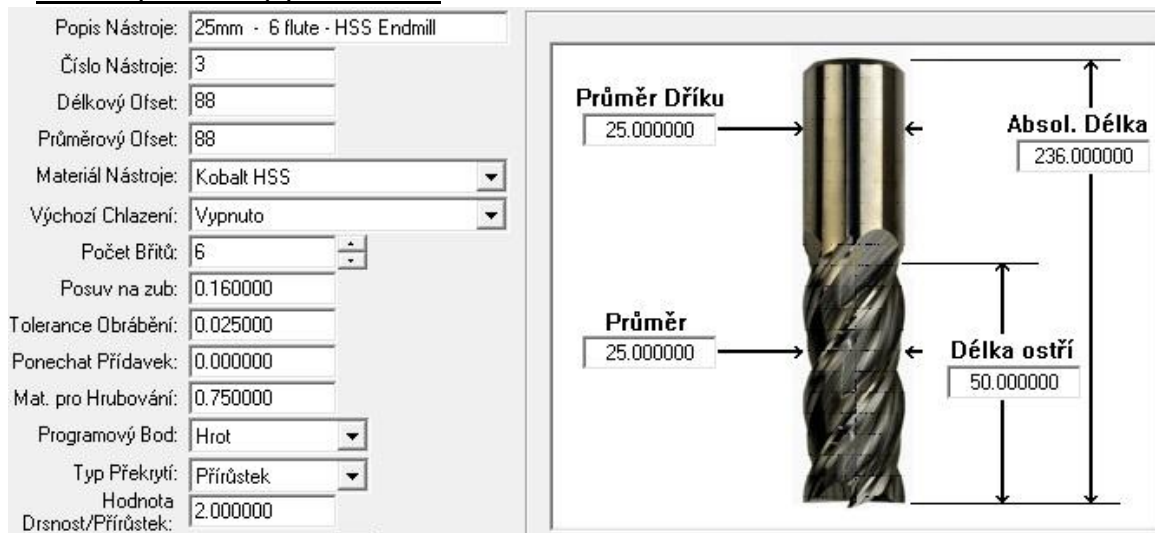 Popis Nástroje: 25mm - 6 flute - HSS Endmill
Číslo Nástroje: 3
Délkový Ofset: 88
Průměrový Ofset: 88
Materiál Nástroje: Kobalt HSS
Výchozí Chlazení: Vypnuto
Počet Břitů: 6
Posuv na zub: 0.160000
Tolerance Obrábění: 0.025000
Ponechat Přídavek: 0.000000
Mat. pro Hrubování: 0.750000
Programový Bod: Hrot
Typ Překrytí: Přírůstek
Hodnota
Drsnost/Přírůstek: 2.000000
Průměr Dříku
25.000000
Absol. Délka
236.000000
Průměr
25.000000
Délka ostří
50.000000